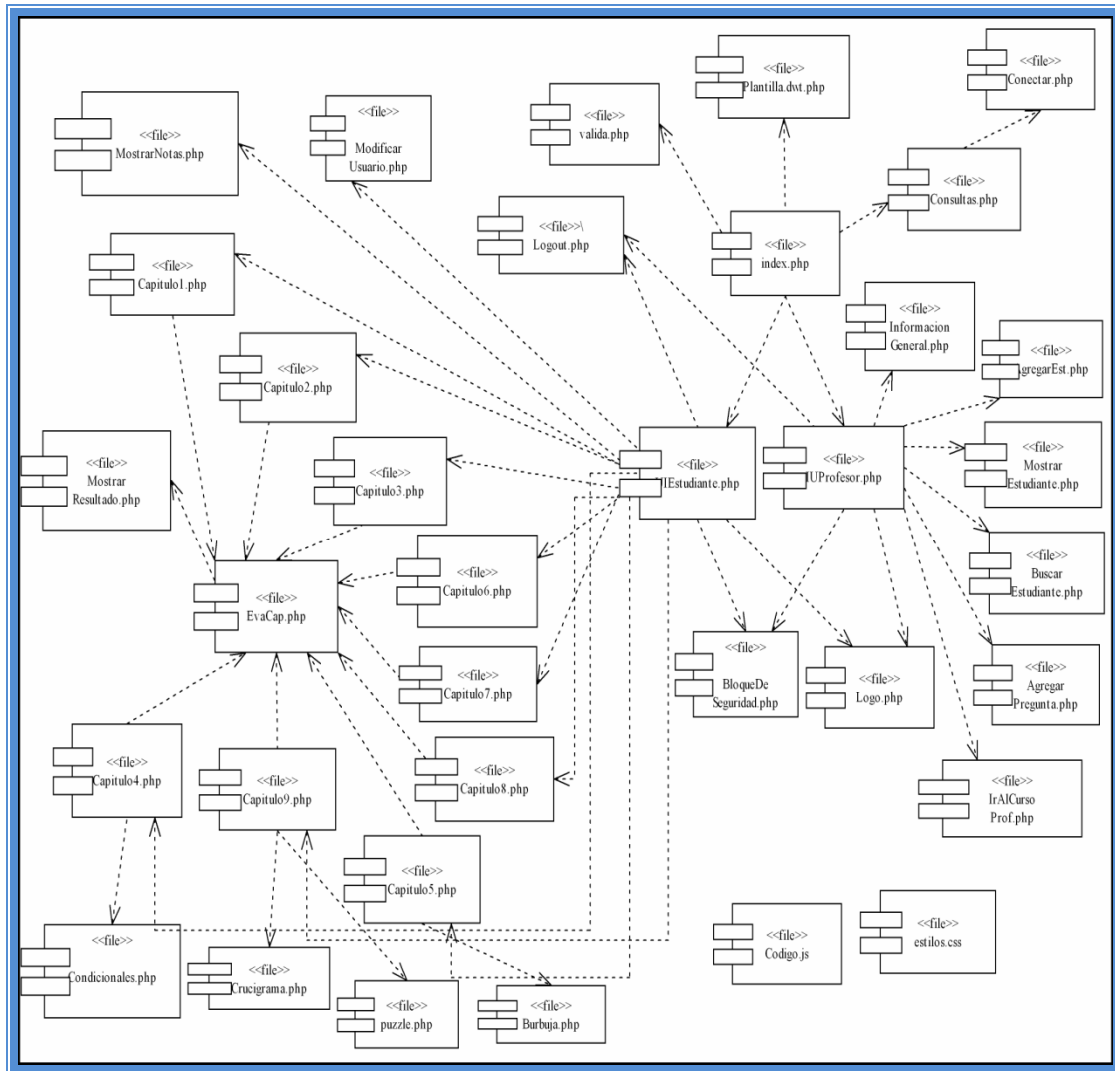 <<file>>
Plantilla.dwt.php
<<file>>
Conectar.php
<<file>>
MostrarNotas.php
<<file>>
Modificar
Usuario.php
<<file>>
valida.php
<<file>>
Consultas.php
<<file>>\
Logout.php
<<file>>
index.php
<<file>>
Capitulo1.php
<<file>>
Informacion
General.php
<<file>>
AgregarEst.php
<<file>>
Capitulo2.php
<<file>>
Mostrar
Resultado.php
<<file>>
Capitulo3.php
<<file>>
UIEstudiante.php
<<file>>
IUProfesor.php
<<file>>
Mostrar
Estudiante.php
<<file>>
EvaCap.php
<<file>>
Capitulo6.php
<<file>>
Buscar
Estudiante.php
<<file>>
Capitulo7.php
<<file>>
BloqueDe
Seguridad.php
<<file>>
Logo.php
<<file>>
Agregar
Pregunta.php
<<file>>
Capitulo4.php
<<file>>
Capitulo9.php
<<file>>
Capitulo8.php
<<file>>
IrAlCurso
Prof.php
<<file>>
Capitulo5.php
<<file>>
Condicionales.php
<<file>>
Crucigrama.php
<<file>>
puzzle.php
<<file>>
Burbuja.php
<<file>>
Codigo.js
<<file>>
estilos.css